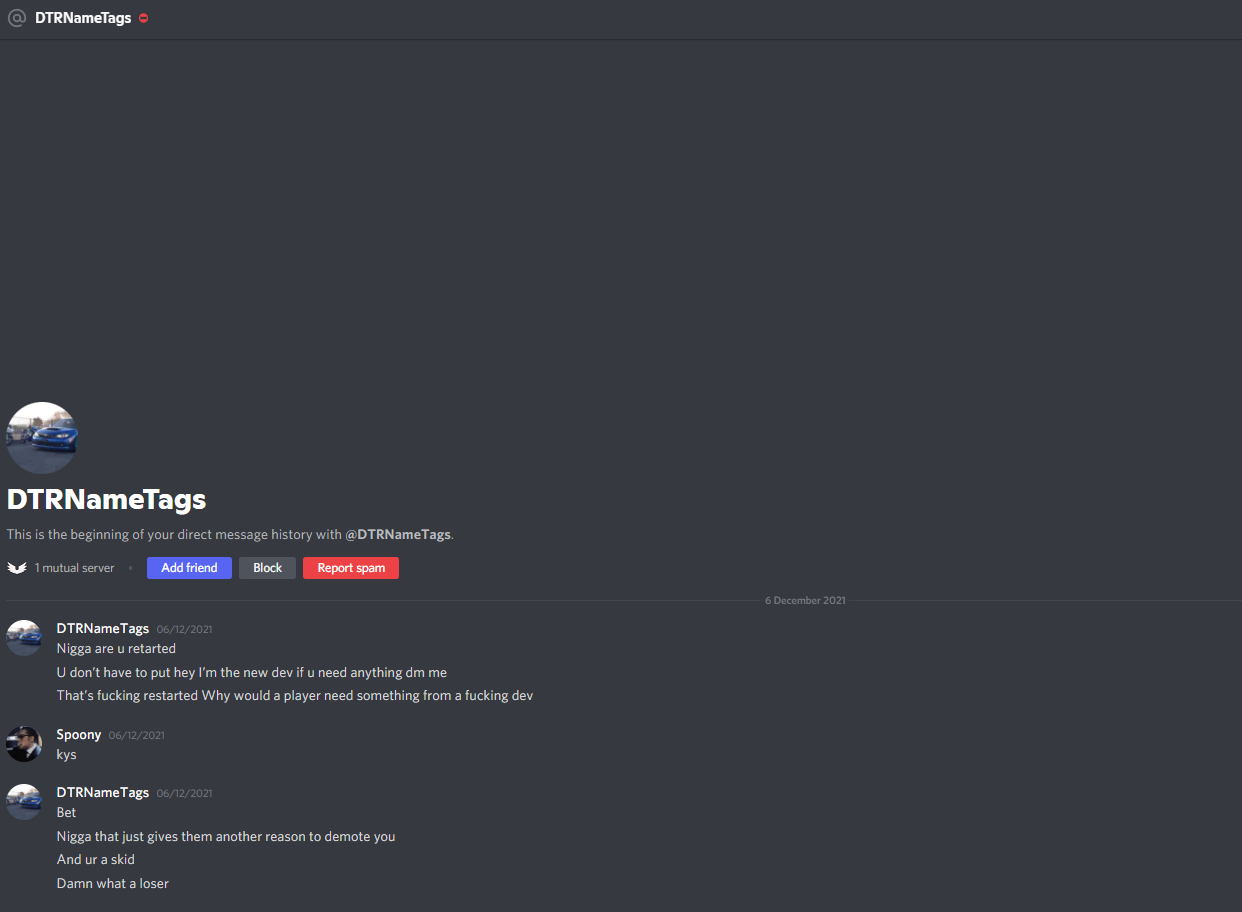 DTRNameTags
DTRNameTags
This is the beginning of your direct message history with @DTRNameTags.
1 mutual server • Add friend Block Report spam
6 December 2021
DTRNameTags 06/12/2021
Nigga are u retarted
U don't have to put hey I'm the new dev if u need anything dm me
That's fucking restarted Why would a player need something from a fucking dev
Spoony 06/12/2021
kys
DTRNameTags 06/12/2021
Bet
Nigga that just gives them another reason to demote you
And ur a skid
Damn what a loser